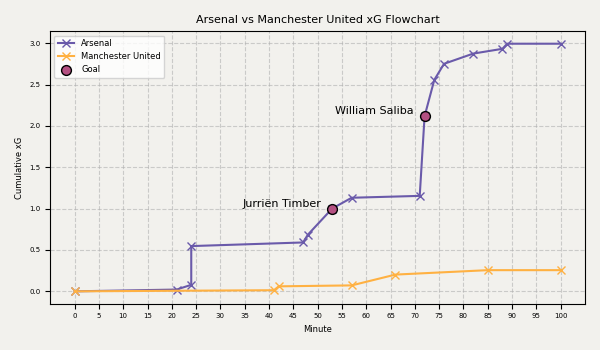 Arsenal vs Manchester United xG Flowchart
Arsenal
Manchester United
Goal
William Saliba
Jurriën Timber
Cumulative xG
3.0
2.5
2.0
1.5
1.0
0.5
0.0
0 5 10 15 20 25 30 35 40 45 50 55 60 65 70 75 80 85 90 95 100
Minute